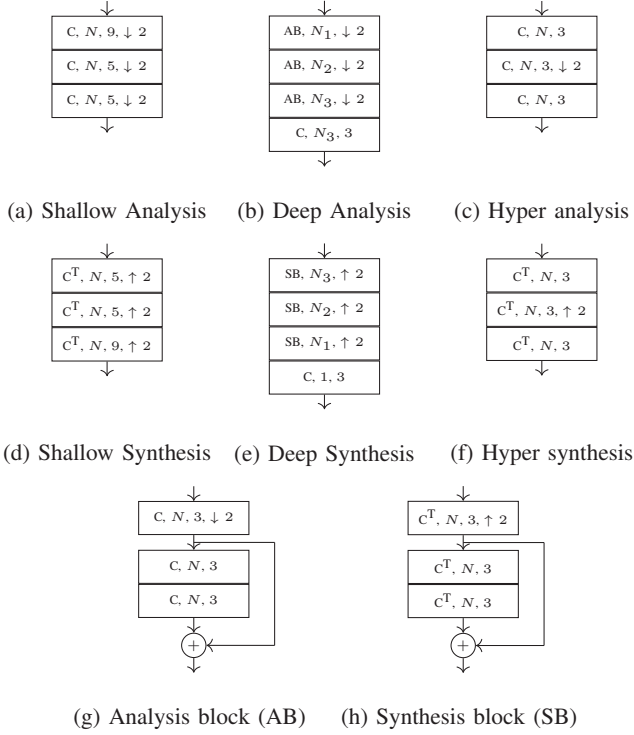 C, N, 9, ↓ 2
C, N, 5, ↓ 2
C, N, 5, ↓ 2
(a) Shallow Analysis
AB, N₁, ↓ 2
AB, N₂, ↓ 2
AB, N₃, ↓ 2
C, N₃, 3
(b) Deep Analysis
C, N, 3
C, N, 3, ↓ 2
C, N, 3
(c) Hyper analysis
Cᵀ, N, 5, ↑ 2
Cᵀ, N, 5, ↑ 2
Cᵀ, N, 9, ↑ 2
(d) Shallow Synthesis
SB, N₃, ↑ 2
SB, N₂, ↑ 2
SB, N₁, ↑ 2
C, 1, 3
(e) Deep Synthesis
Cᵀ, N, 3
Cᵀ, N, 3, ↑ 2
Cᵀ, N, 3
(f) Hyper synthesis
C, N, 3, ↓ 2
C, N, 3
C, N, 3
+
(g) Analysis block (AB)
Cᵀ, N, 3, ↑ 2
Cᵀ, N, 3
Cᵀ, N, 3
+
(h) Synthesis block (SB)